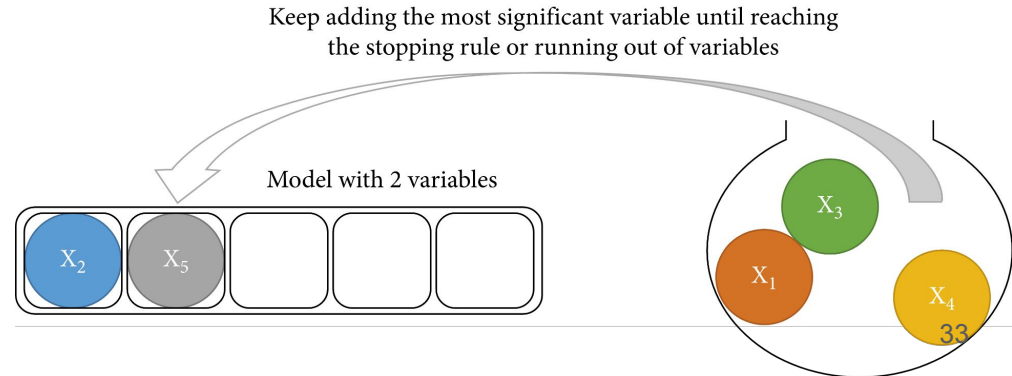 Keep adding the most significant variable until reaching
the stopping rule or running out of variables
Model with 2 variables
X₂
X₅
X₃
X₁
X₄
33